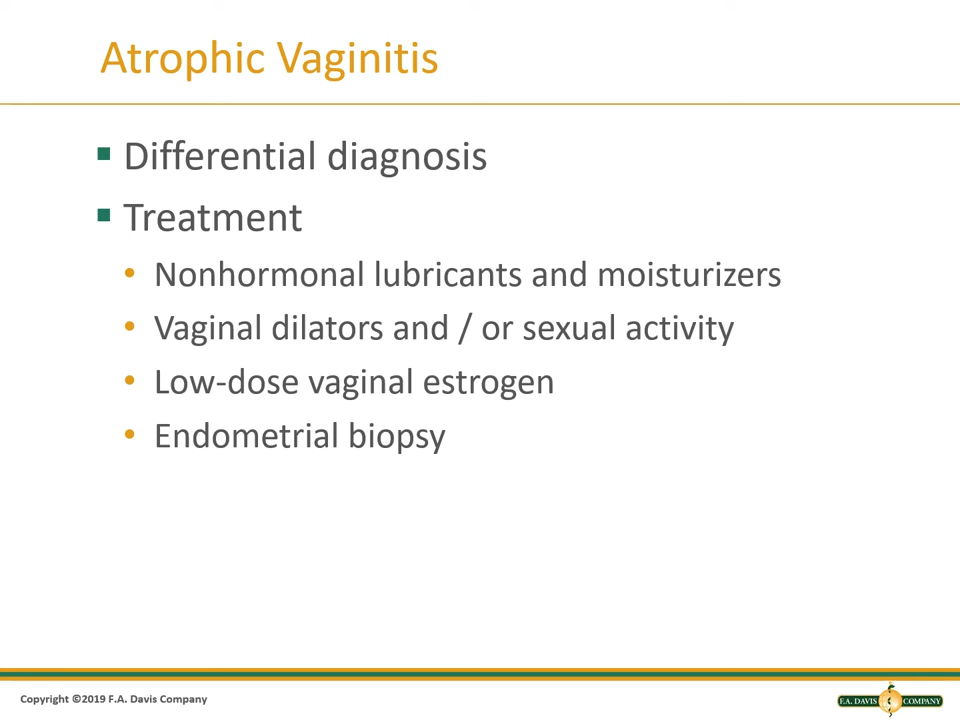 Atrophic Vaginitis
Differential diagnosis
Treatment
Nonhormonal lubricants and moisturizers
Vaginal dilators and / or sexual activity
Low-dose vaginal estrogen
Endometrial biopsy
Copyright ©2019 F.A. Davis Company
F.A. DAVIS COMPANY